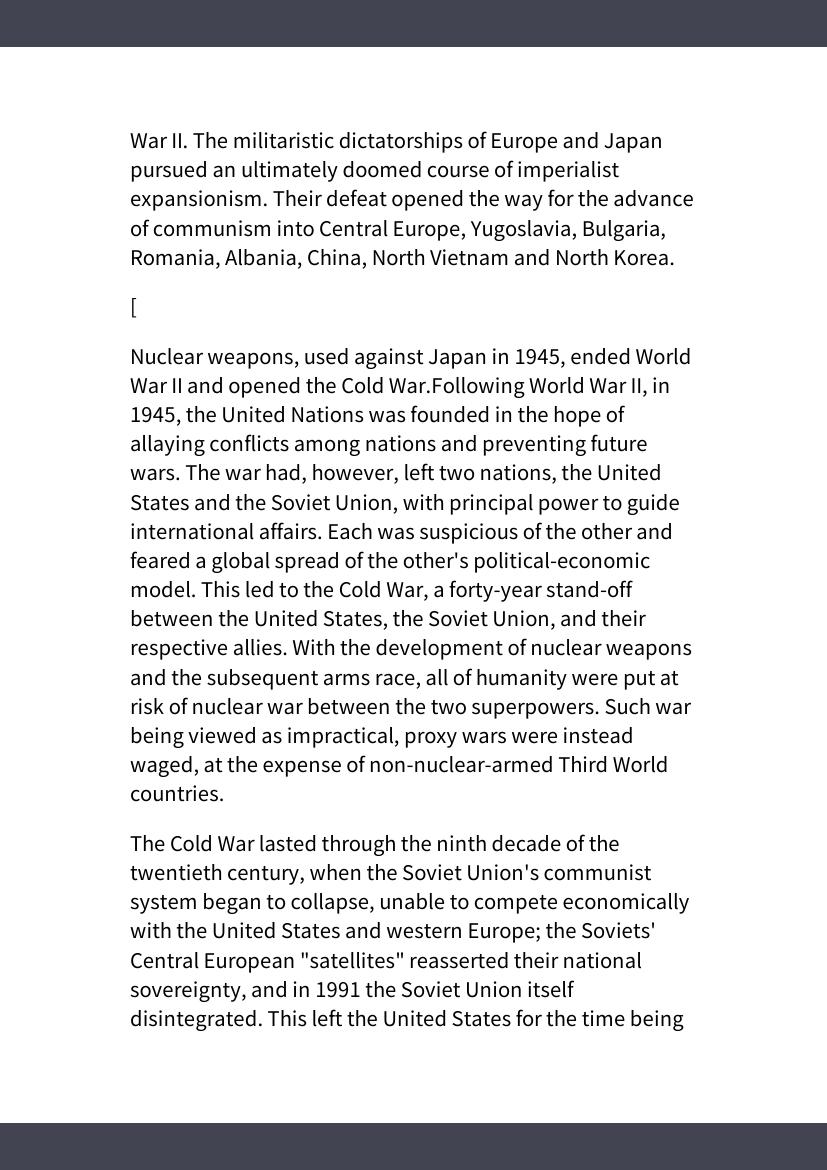 War II. The militaristic dictatorships of Europe and Japan
pursued an ultimately doomed course of imperialist
expansionism. Their defeat opened the way for the advance
of communism into Central Europe, Yugoslavia, Bulgaria,
Romania, Albania, China, North Vietnam and North Korea.
[
Nuclear weapons, used against Japan in 1945, ended World
War II and opened the Cold War.Following World War II, in
1945, the United Nations was founded in the hope of
allaying conflicts among nations and preventing future
wars. The war had, however, left two nations, the United
States and the Soviet Union, with principal power to guide
international affairs. Each was suspicious of the other and
feared a global spread of the other's political-economic
model. This led to the Cold War, a forty-year stand-off
between the United States, the Soviet Union, and their
respective allies. With the development of nuclear weapons
and the subsequent arms race, all of humanity were put at
risk of nuclear war between the two superpowers. Such war
being viewed as impractical, proxy wars were instead
waged, at the expense of non-nuclear-armed Third World
countries.
The Cold War lasted through the ninth decade of the
twentieth century, when the Soviet Union's communist
system began to collapse, unable to compete economically
with the United States and western Europe; the Soviets'
Central European "satellites" reasserted their national
sovereignty, and in 1991 the Soviet Union itself
disintegrated. This left the United States for the time being